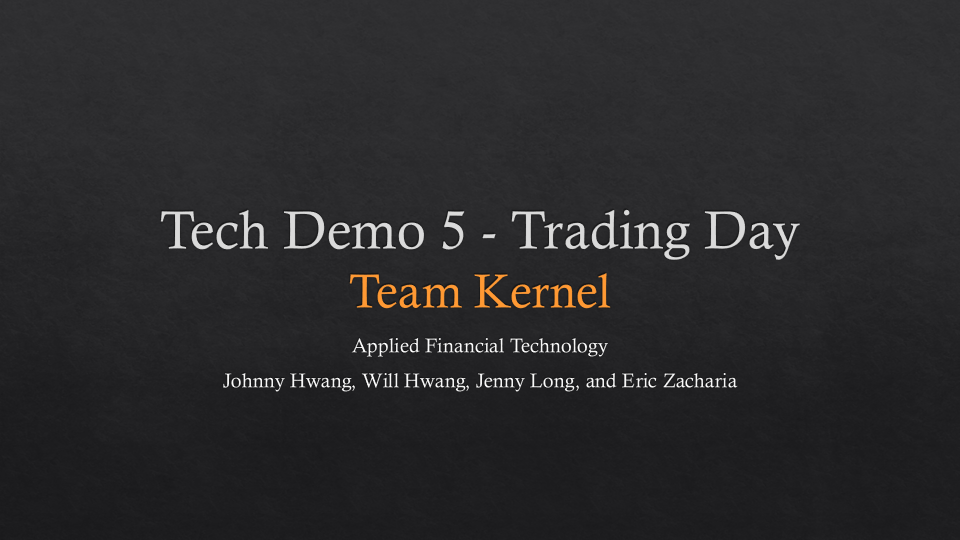 Tech Demo 5 - Trading Day
Team Kernel
Applied Financial Technology
Johnny Hwang, Will Hwang, Jenny Long, and Eric Zacharia